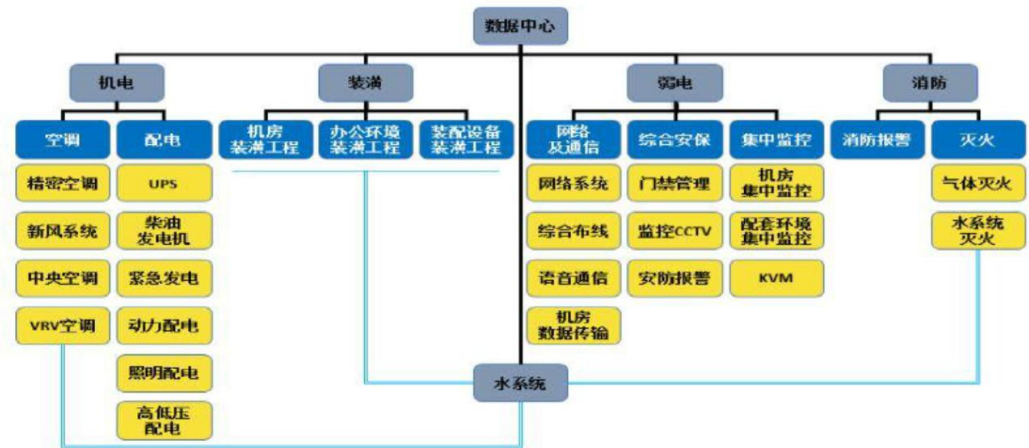 数据中心
机电
装潢
弱电
消防
空调
配电
机房
装潢工程
办公环境
装潢工程
装配设备
装潢工程
网络
及通信
综合安保
集中监控
消防报警
灭火
精密空调
UPS
网络系统
门禁管理
机房
集中监控
气体灭火
新风系统
柴油
发电机
综合布线
监控CCTV
配套环境
集中监控
水系统
灭火
中央空调
紧急发电
语音通信
安防报警
KVM
VRV空调
动力配电
机房
数据传输
照明配电
水系统
高低压
配电